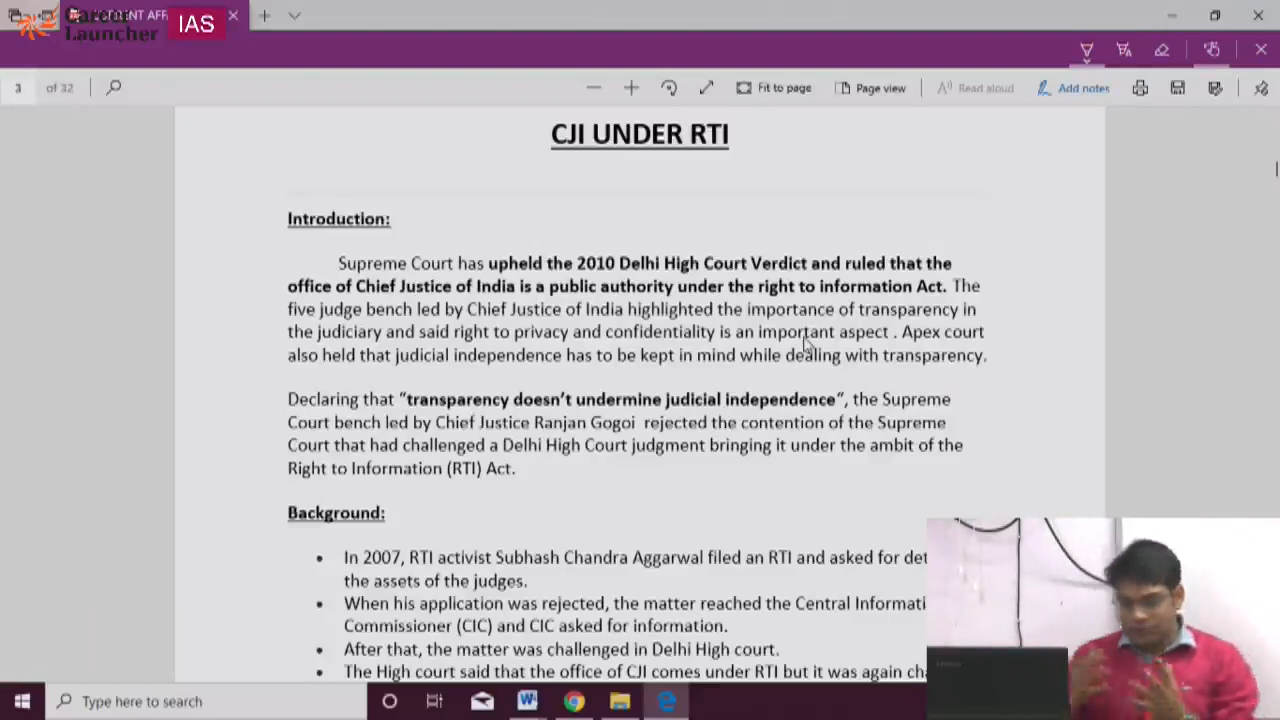 CURRENT AFF
Career
Launcher
IAS
3 of 32
Fit to page
Page view
Read aloud
Add notes
CJI UNDER RTI
Introduction:
Supreme Court has upheld the 2010 Delhi High Court Verdict and ruled that the
office of Chief Justice of India is a public authority under the right to information Act. The
five judge bench led by Chief Justice of India highlighted the importance of transparency in
the judiciary and said right to privacy and confidentiality is an important aspect . Apex court
also held that judicial independence has to be kept in mind while dealing with transparency.
Declaring that “transparency doesn’t undermine judicial independence“, the Supreme
Court bench led by Chief Justice Ranjan Gogoi rejected the contention of the Supreme
Court that had challenged a Delhi High Court judgment bringing it under the ambit of the
Right to Information (RTI) Act.
Background:
• In 2007, RTI activist Subhash Chandra Aggarwal filed an RTI and asked for det
the assets of the judges.
• When his application was rejected, the matter reached the Central Informati
Commissioner (CIC) and CIC asked for information.
• After that, the matter was challenged in Delhi High court.
• The High court said that the office of CJI comes under RTI but it was again cha
Type here to search